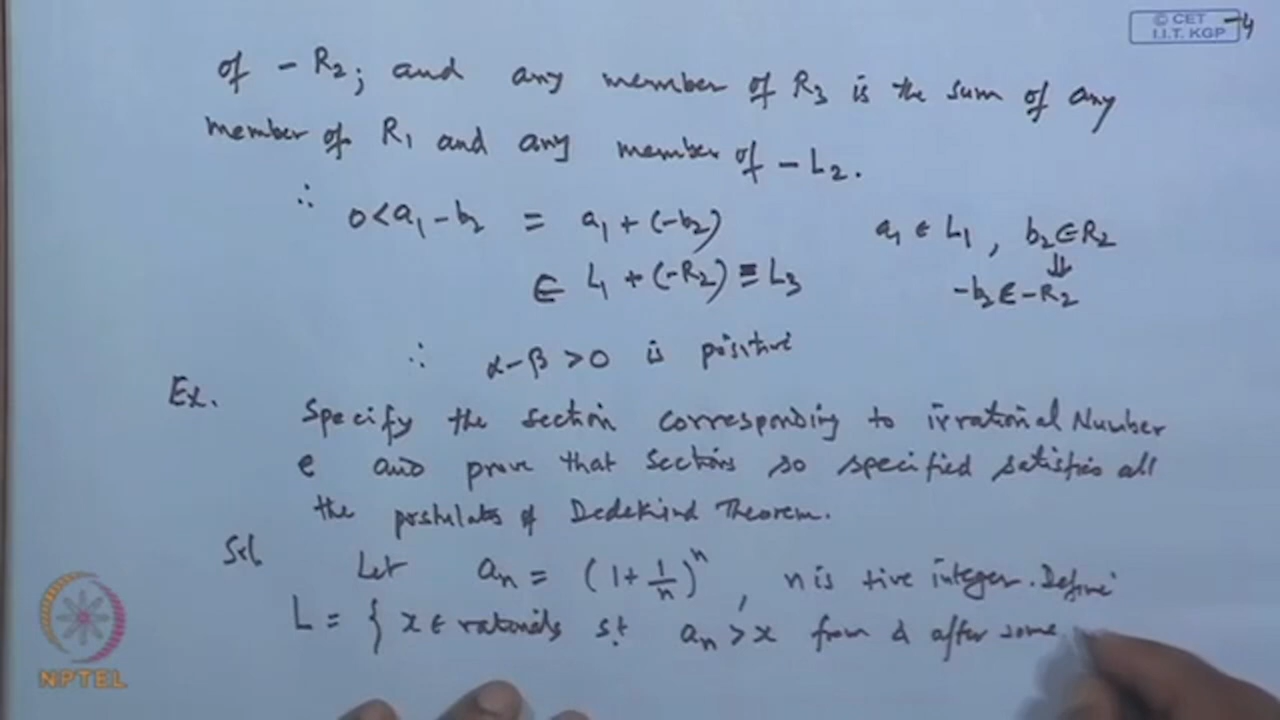 © CET
I.I.T. KGP
-4
of - R₂; and any member of R₃ is the sum of any
member of R₁ and any member of - L₂.
∴ 0 < a₁ - b₂ = a₁ + (-b₂) a₁ ∈ L₁, b₂ ∈ R₂
⇓
∈ L₁ + (-R₂) ≡ L₃ -b₂ ∈ -R₂
∴ α - β > 0 is positive
Ex. Specify the section corresponding to irrational Number
e and prove that sections so specified satisfies all
the postulates of Dedekind Theorem.
Sol. Let aₙ = (1 + 1/n)ⁿ, n is +ive integer. Define
L = { x ∈ rationals s.t aₙ > x from & after some
NPTEL